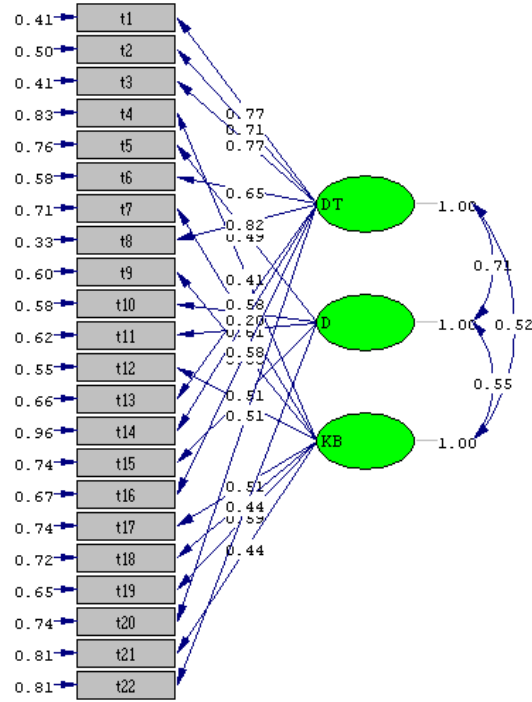 0.41 t1
0.50 t2
0.41 t3
0.83 t4
0.77
0.76 t5
0.71
0.77
0.58 t6
0.65
0.71 t7
DT 1.00
0.33 t8
0.82
0.49
0.60 t9
0.71
0.41
0.58 t10
0.58
0.20
D 1.00 0.52
0.62 t11
0.58
0.55 t12
0.55
0.66 t13
0.51
0.51
0.96 t14
KB 1.00
0.74 t15
0.67 t16
0.51
0.44
0.74 t17
0.59
0.72 t18
0.44
0.65 t19
0.74 t20
0.81 t21
0.81 t22